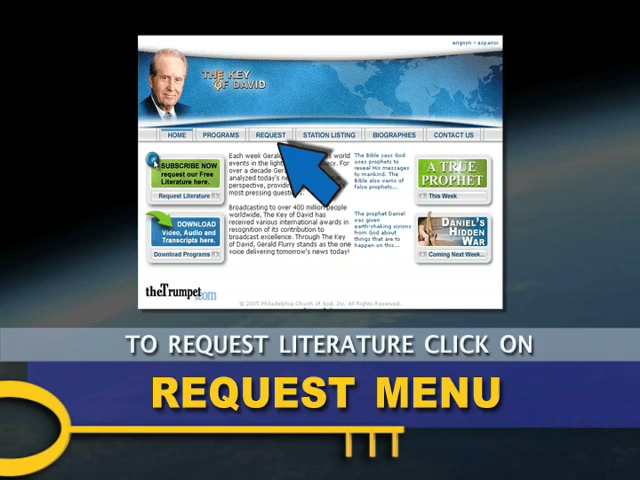 english - español
THE KEY
OF DAVID
HOME PROGRAMS REQUEST STATION LISTING BIOGRAPHIES CONTACT US
SUBSCRIBE NOW
request our Free
Literature here.
Request Literature
DOWNLOAD
Video, Audio and
Transcripts here.
Download Programs
Each week Geral s world
events in the light cy. For
over a decade Ger
analyzed today's ne
perspective, providin
most pressing question
Broadcasting to over 400 million people
worldwide, The Key of David has
received various international awards in
recognition of its contribution to
broadcast excellence. Through The Key
of David, Gerald Flurry stands as the one
voice delivering tomorrow's news today!
The Bible says God
uses prophets to
reveal His messages
to mankind. The
Bible also warns of
false prophets...
The prophet Daniel
was given
earth-shaking visions
from God about
things that are to
happen on this...
A TRUE
PROPHET
This Week
DANIEL'S
HIDDEN
WAR
Coming Next Week...
theTrumpet.com
© 2005 Philadelphia Church of God, Inc. All Rights Reserved.
TO REQUEST LITERATURE CLICK ON
REQUEST MENU